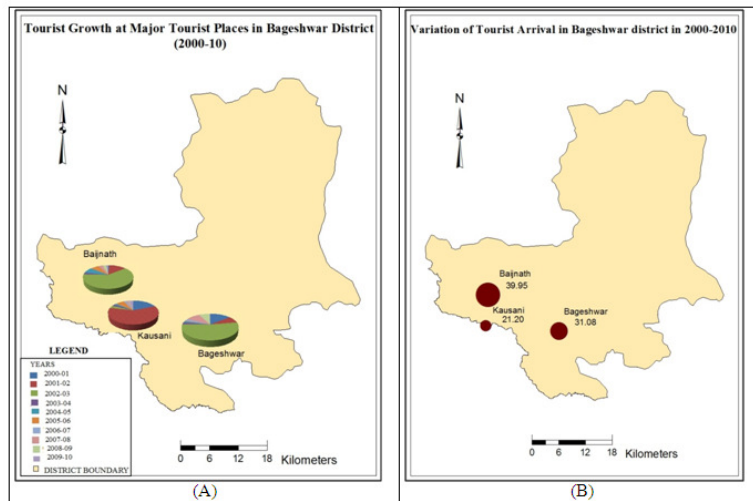 Tourist Growth at Major Tourist Places in Bageshwar District
(2000-10)
N
Baijnath
Kausani
Bageshwar
LEGEND
YEARS
2000-01
2001-02
2002-03
2003-04
2004-05
2005-06
2006-07
2007-08
2008-09
2009-10
DISTRICT BOUNDARY
0 6 12 18
Kilometers
(A)
Variation of Tourist Arrival in Bageshwar district in 2000-2010
N
Baijnath
39.95
Kausani
21.20
Bageshwar
31.08
0 6 12 18
Kilometers
(B)